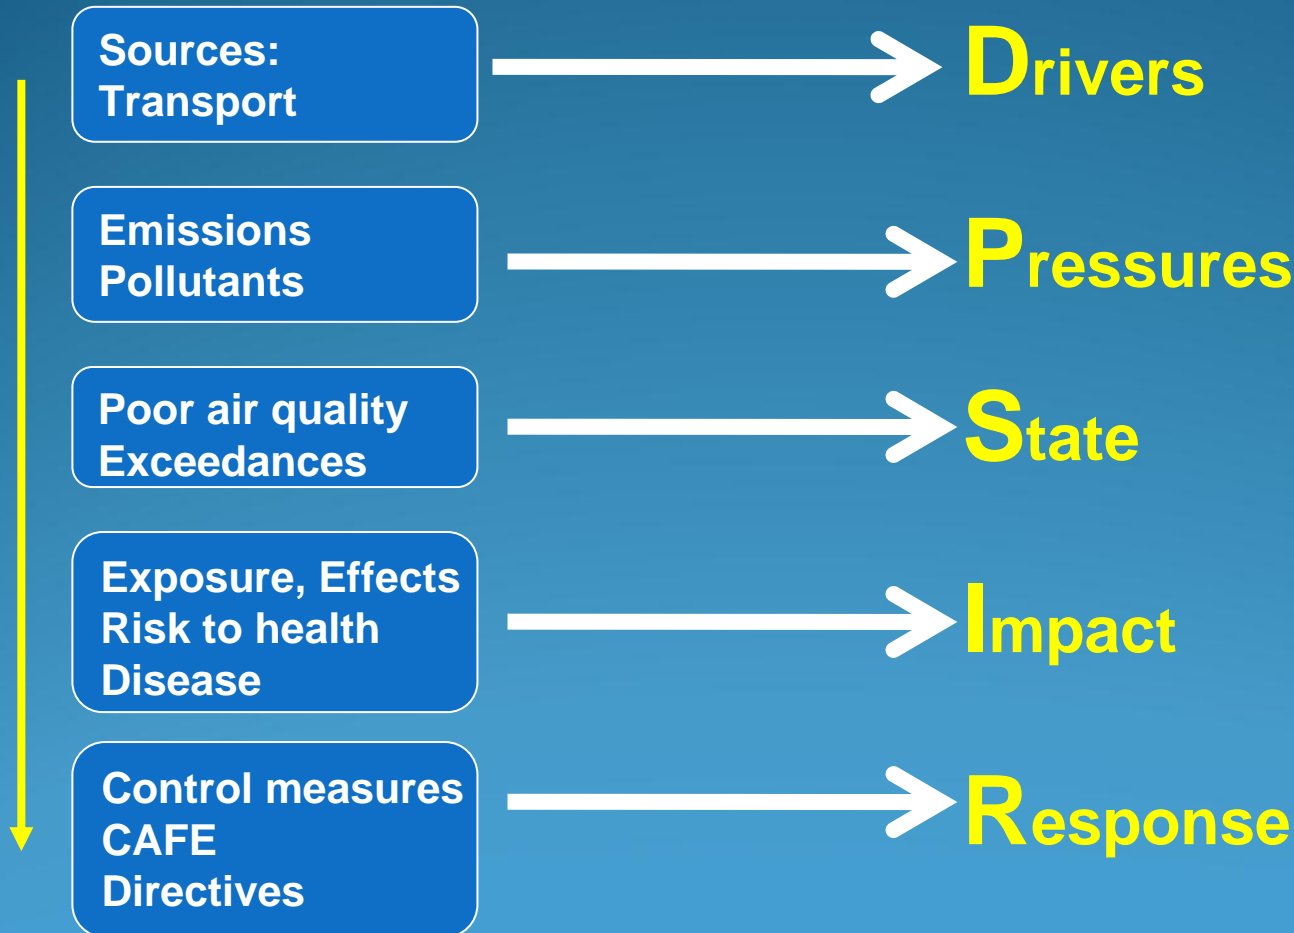 Sources:
Transport
Drivers
Emissions
Pollutants
Pressures
Poor air quality
Exceedances
State
Exposure, Effects
Risk to health
Disease
Impact
Control measures
CAFE
Directives
Response